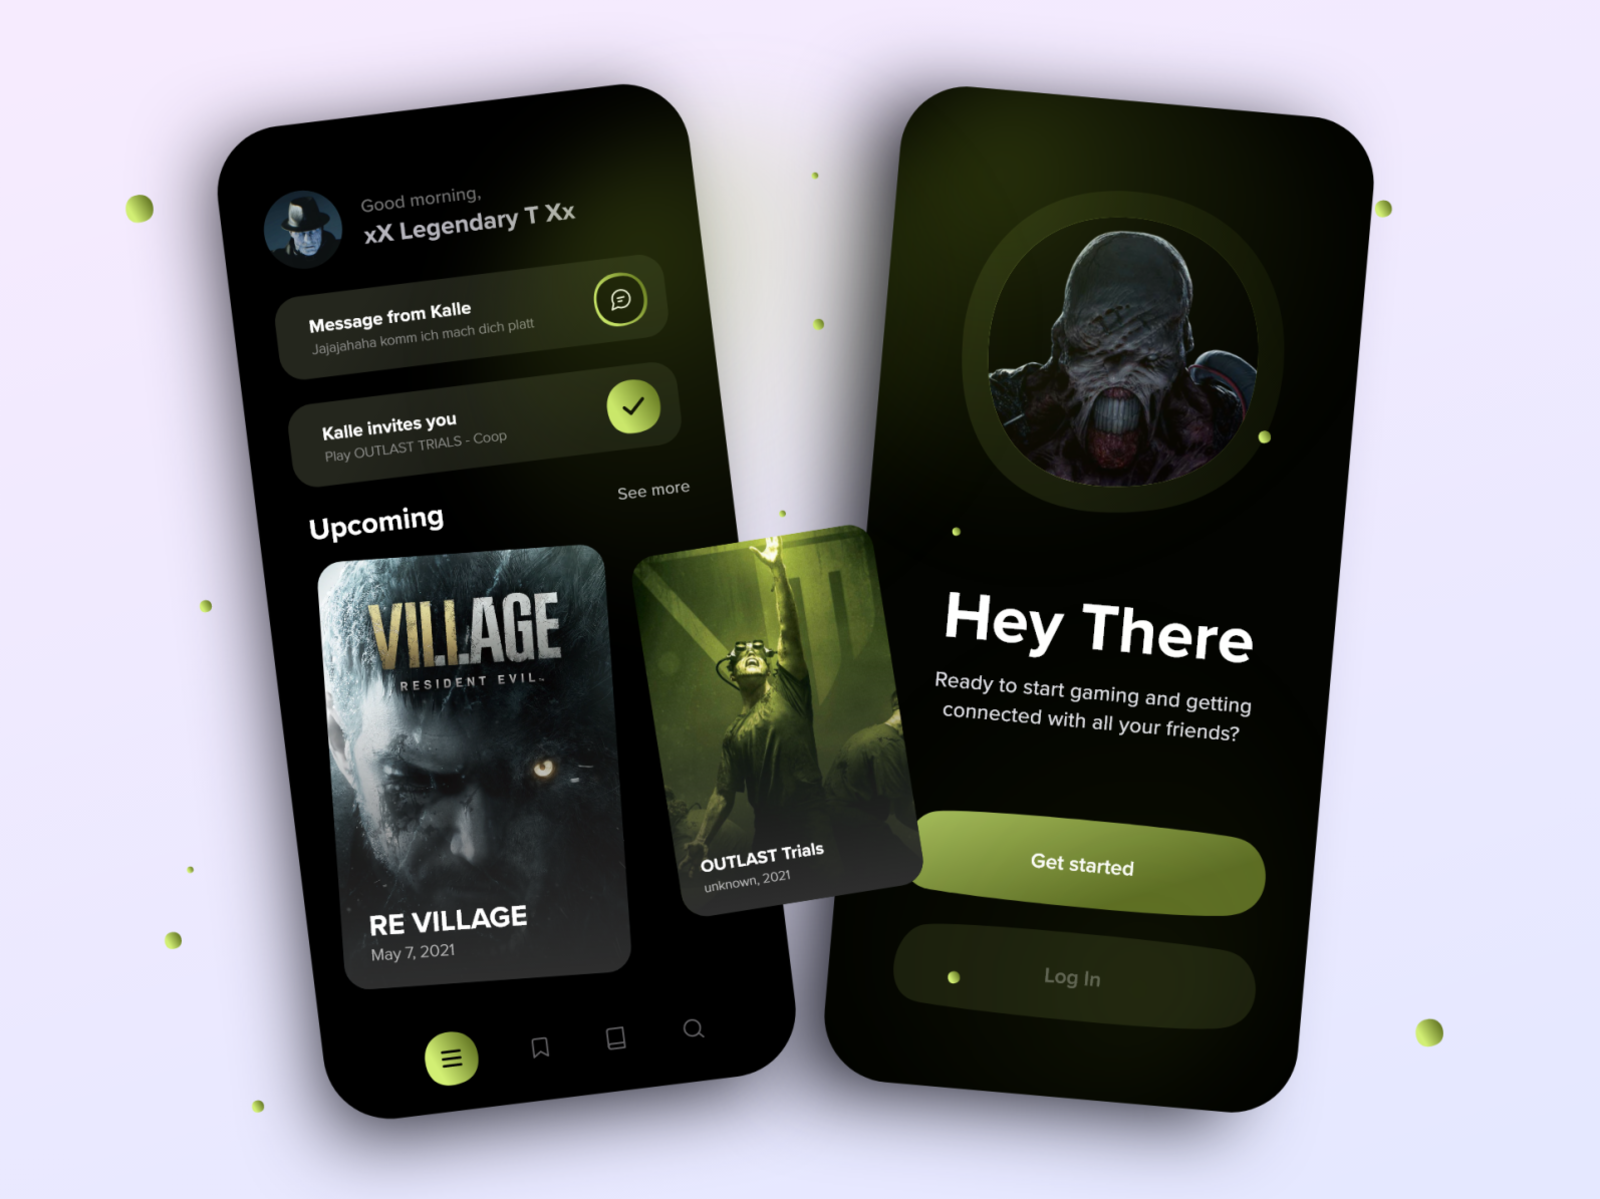 Good morning,
xX Legendary T Xx
Message from Kalle
Jajajahaha komm ich mach dich platt
Kalle invites you
Play OUTLAST TRIALS - Coop
Upcoming
See more
VILLAGE
RESIDENT EVIL™
RE VILLAGE
May 7, 2021
OUTLAST Trials
unknown, 2021
Hey There
Ready to start gaming and getting
connected with all your friends?
Get started
Log In